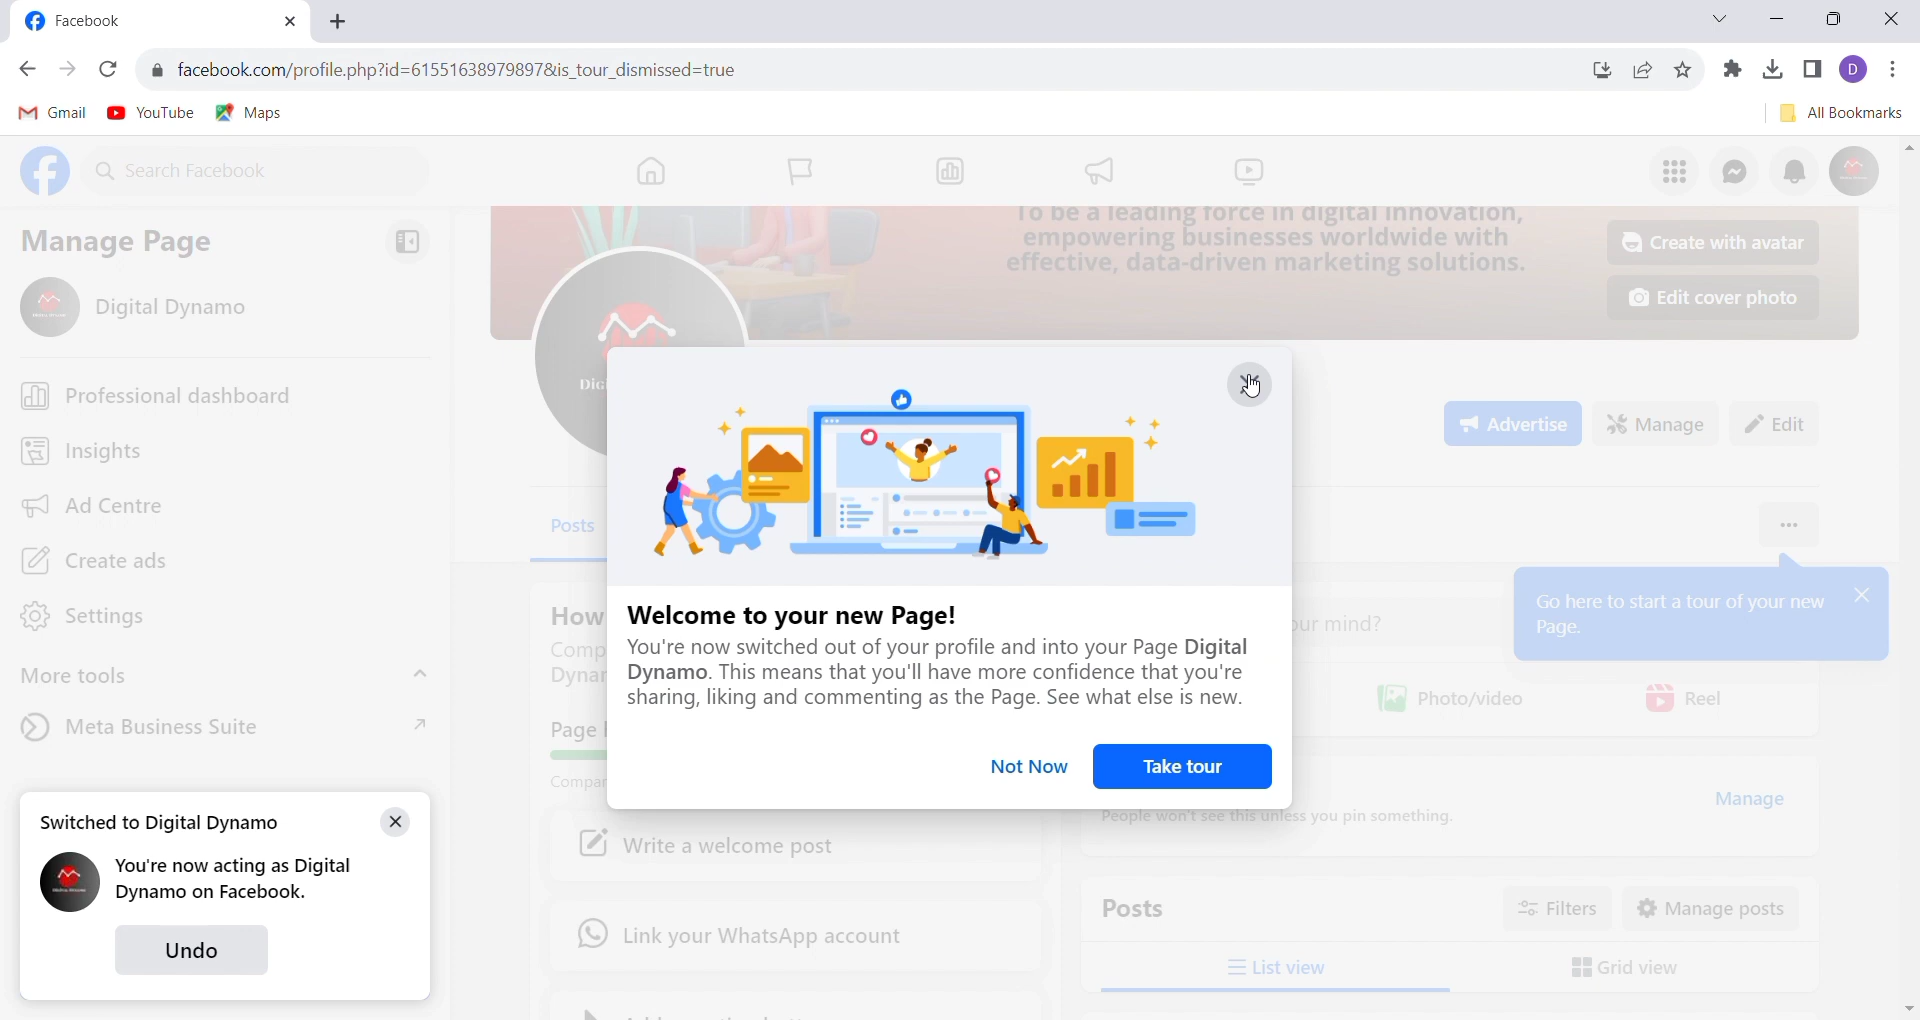 Facebook
facebook.com/profile.php?id=61551638979897&is_tour_dismissed=true
D
Gmail YouTube Maps All Bookmarks
Search Facebook
Manage Page
Digital Dynamo
Professional dashboard
Insights
Ad Centre
Create ads
Settings
More tools
Meta Business Suite
Switched to Digital Dynamo
You're now acting as Digital
Dynamo on Facebook.
Undo
To be a leading force in digital innovation,
empowering businesses worldwide with
effective, data-driven marketing solutions.
Create with avatar
Edit cover photo
Advertise Manage Edit
Posts
Go here to start a tour of your new
Page.
Welcome to your new Page!
You're now switched out of your profile and into your Page Digital
Dynamo. This means that you'll have more confidence that you're
sharing, liking and commenting as the Page. See what else is new.
Not Now Take tour
How
Page
mind?
Photo/video Reel
Manage
People won't see this unless you pin something.
Write a welcome post
Link your WhatsApp account
Posts Filters Manage posts
List view Grid view